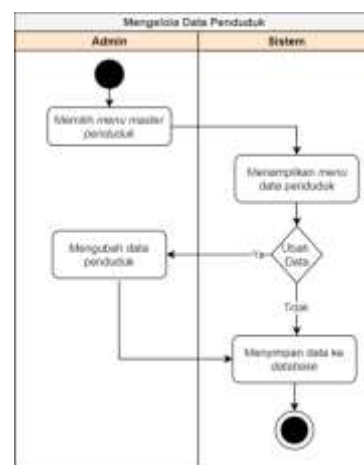 Mengelola Data Penduduk
Admin
Sistem
Memilih menu master
penduduk
Menampilkan menu
data penduduk
Mengubah data
penduduk
Ya
Ubah
Data
Tidak
Menyimpan data ke
database